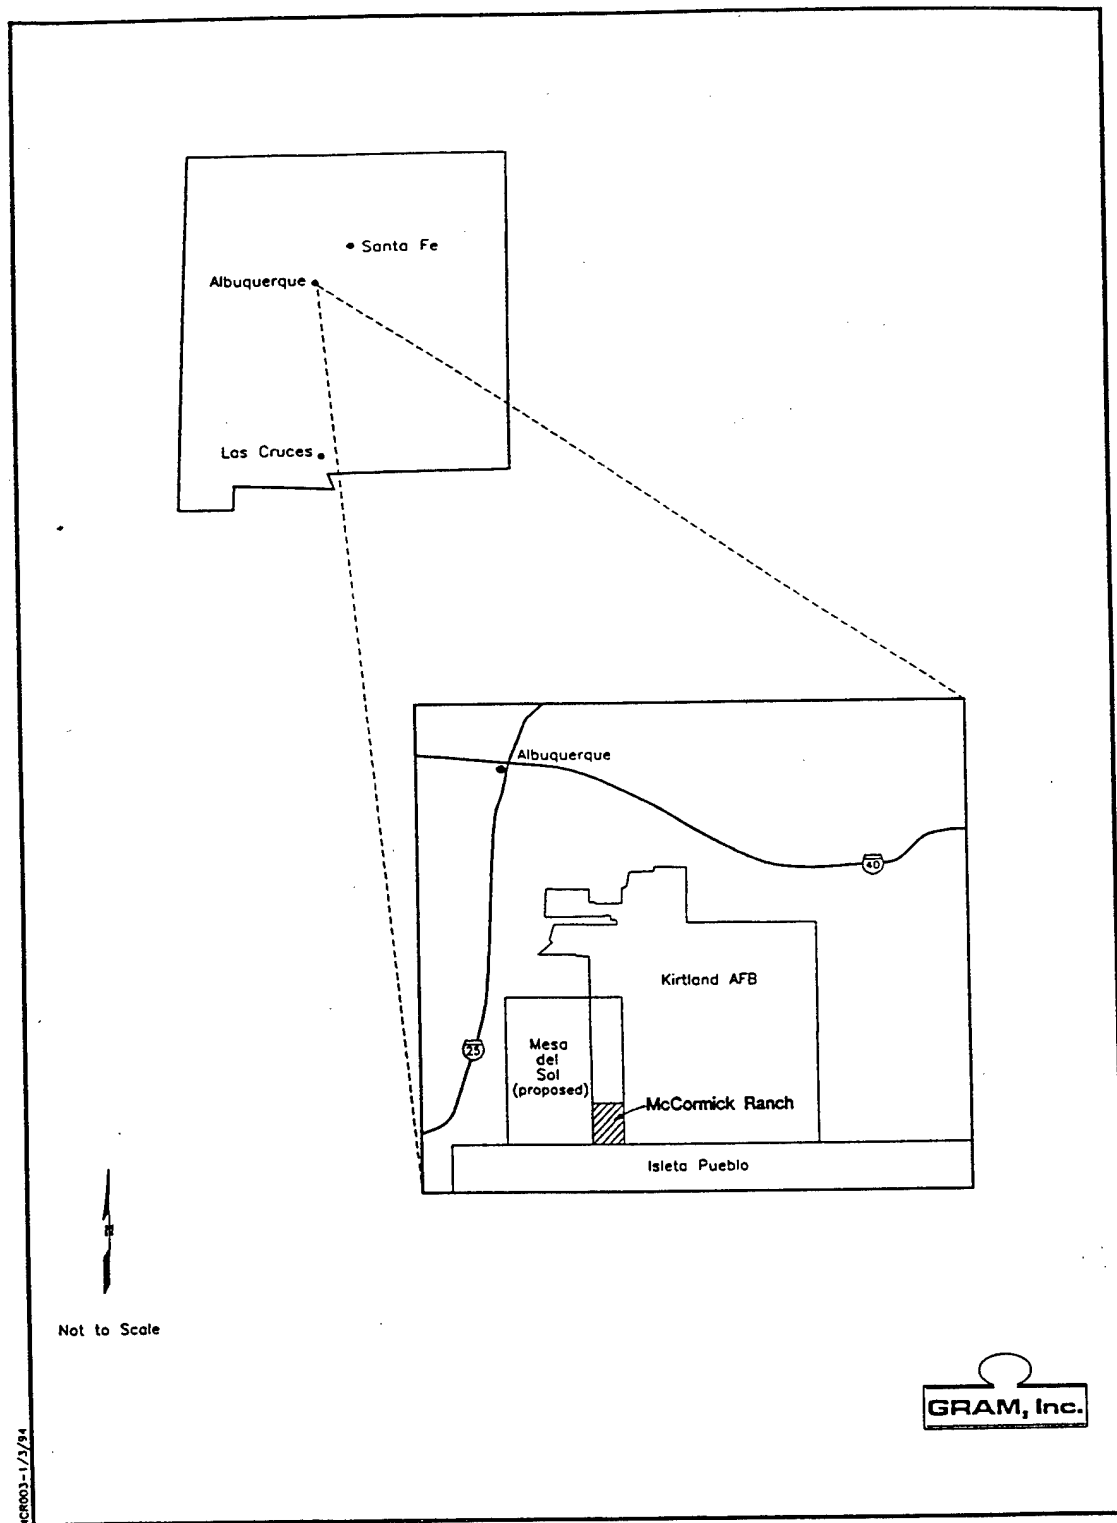 Santa Fe
Albuquerque
Las Cruces
Albuquerque
40
Kirtland AFB
25
Mesa
del
Sol
(proposed)
McCormick Ranch
Isleta Pueblo
Not to Scale
GRAM, Inc.
CR003-1/3/94